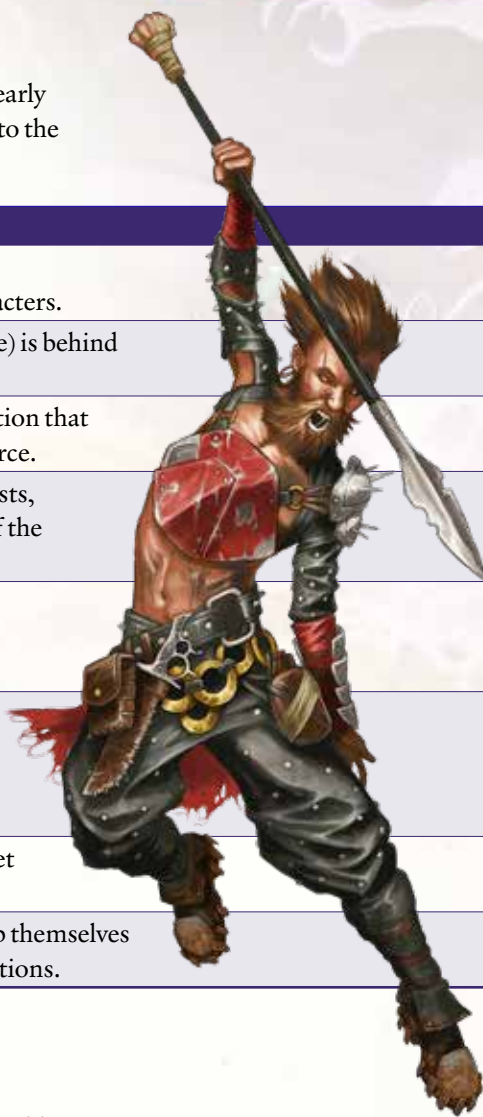 early
to the
acters.
e) is behind
tion that
rce.
sts,
f the
et
p themselves
tions.